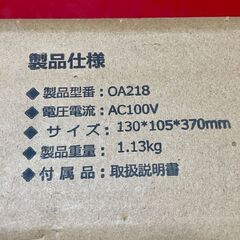 製品仕様
◆製品型番：OA218
◆電圧電流：AC100V
◆サイズ：130*105*370mm
◆製品重量：1.13kg
◆付属品：取扱説明書